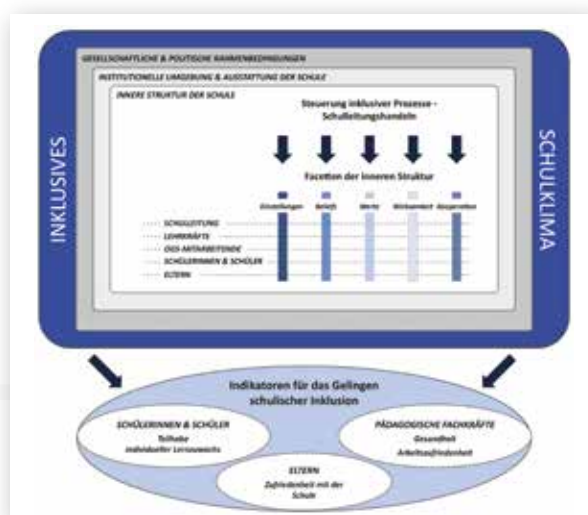 INKLUSIVES
SCHULKLIMA
GESELLSCHAFTLICHE & POLITISCHE RAHMENBEDINGUNGEN
INSTITUTIONELLE UMGEBUNG & AUSSTATTUNG DER SCHULE
INNERE STRUKTUR DER SCHULE
Steuerung inklusiver Prozesse -
Schulleitungshandeln
Facetten der inneren Struktur
Einstellungen Beliefs Werte Wirksamkeit Kooperation
SCHULLEITUNG
LEHRKRÄFTE
OGS MITARBEITENDE
SCHÜLERINNEN & SCHÜLER
ELTERN
Indikatoren für das Gelingen
schulischer Inklusion
SCHÜLERINNEN & SCHÜLER
Teilhabe
individueller Lernzuwachs
PÄDAGOGISCHE FACHKRÄFTE
Gesundheit
Arbeitszufriedenheit
ELTERN
Zufriedenheit mit der
Schule